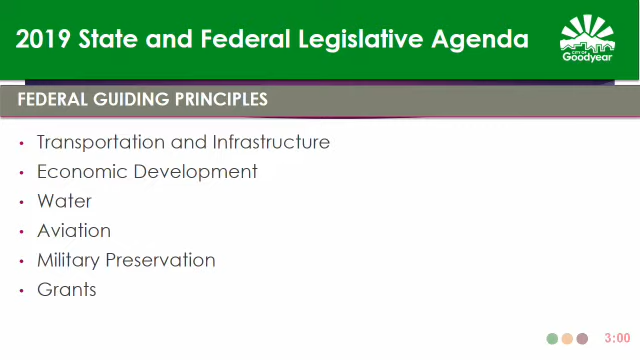 2019 State and Federal Legislative Agenda
CITY OF
Goodyear
FEDERAL GUIDING PRINCIPLES
• Transportation and Infrastructure
• Economic Development
• Water
• Aviation
• Military Preservation
• Grants
3:00